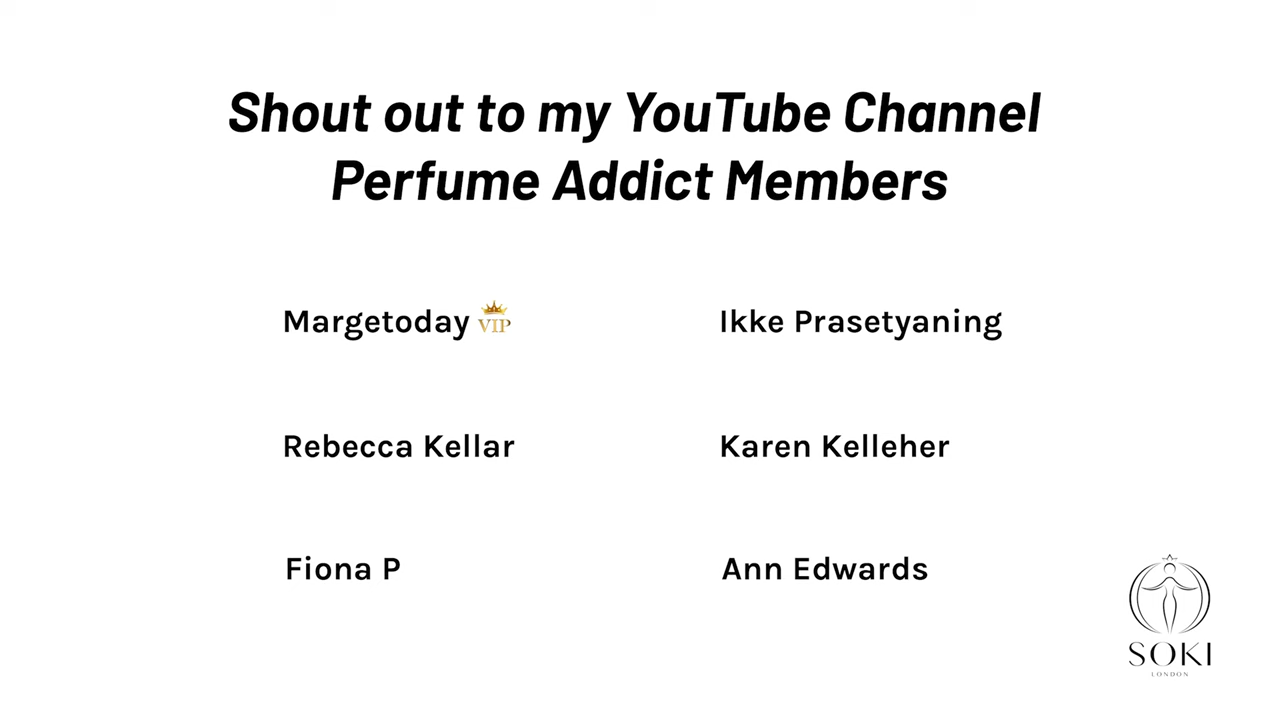 Shout out to my YouTube Channel
Perfume Addict Members
Margetoday VIP
Ikke Prasetyaning
Rebecca Kellar
Karen Kelleher
Fiona P
Ann Edwards
SOKI
LONDON